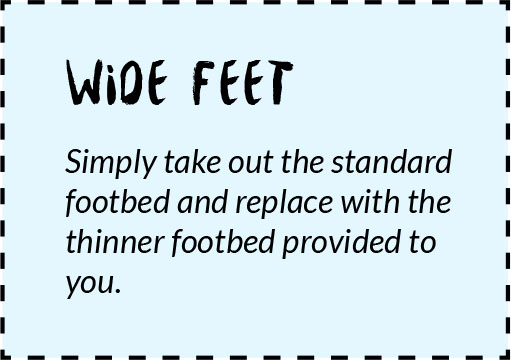 WiDE FEET
Simply take out the standard
footbed and replace with the
thinner footbed provided to
you.